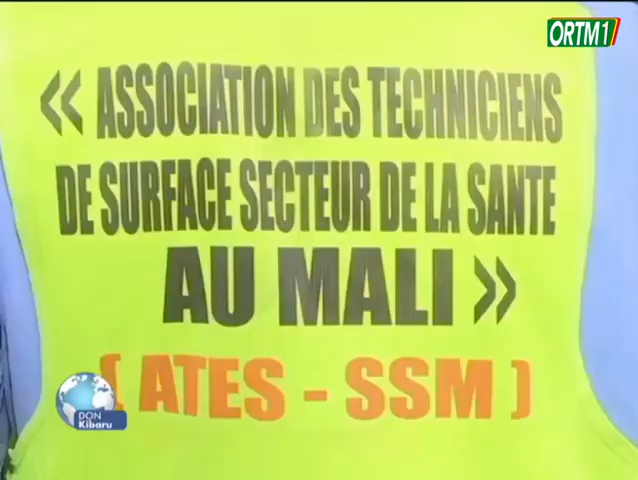 ORTM1
« ASSOCIATION DES TECHNICIENS
DE SURFACE SECTEUR DE LA SANTE
AU MALI »
( ATES - SSM )
DON
Kibaru